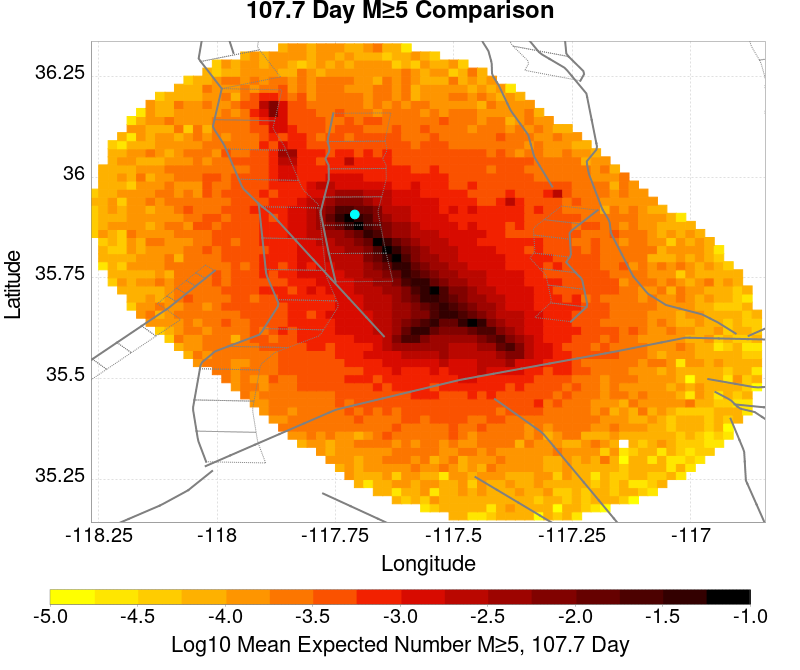 107.7 Day M≥5 Comparison
36.25
36
35.75
35.5
35.25
Latitude
-118.25 -118 -117.75 -117.5 -117.25 -117
Longitude
-5.0 -4.5 -4.0 -3.5 -3.0 -2.5 -2.0 -1.5 -1.0
Log10 Mean Expected Number M≥5, 107.7 Day